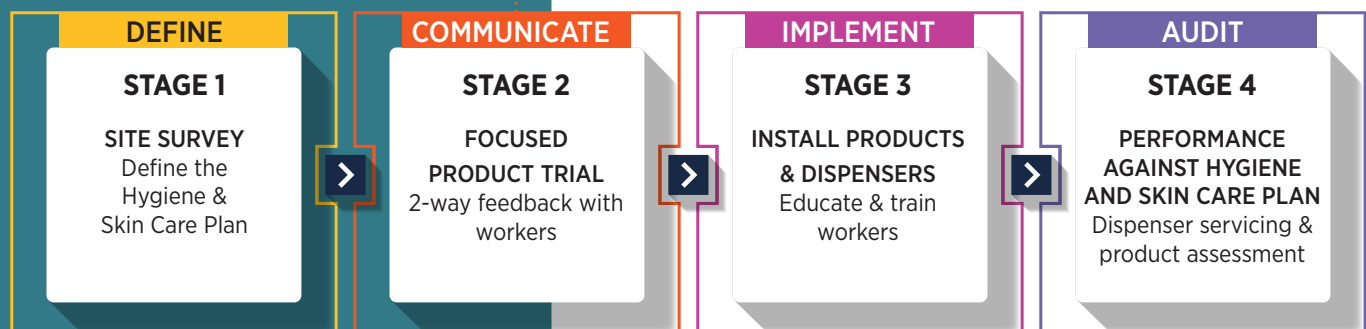 DEFINE
STAGE 1
SITE SURVEY
Define the
Hygiene &
Skin Care Plan
COMMUNICATE
STAGE 2
FOCUSED
PRODUCT TRIAL
2-way feedback with
workers
IMPLEMENT
STAGE 3
INSTALL PRODUCTS
& DISPENSERS
Educate & train
workers
AUDIT
STAGE 4
PERFORMANCE
AGAINST HYGIENE
AND SKIN CARE PLAN
Dispenser servicing &
product assessment